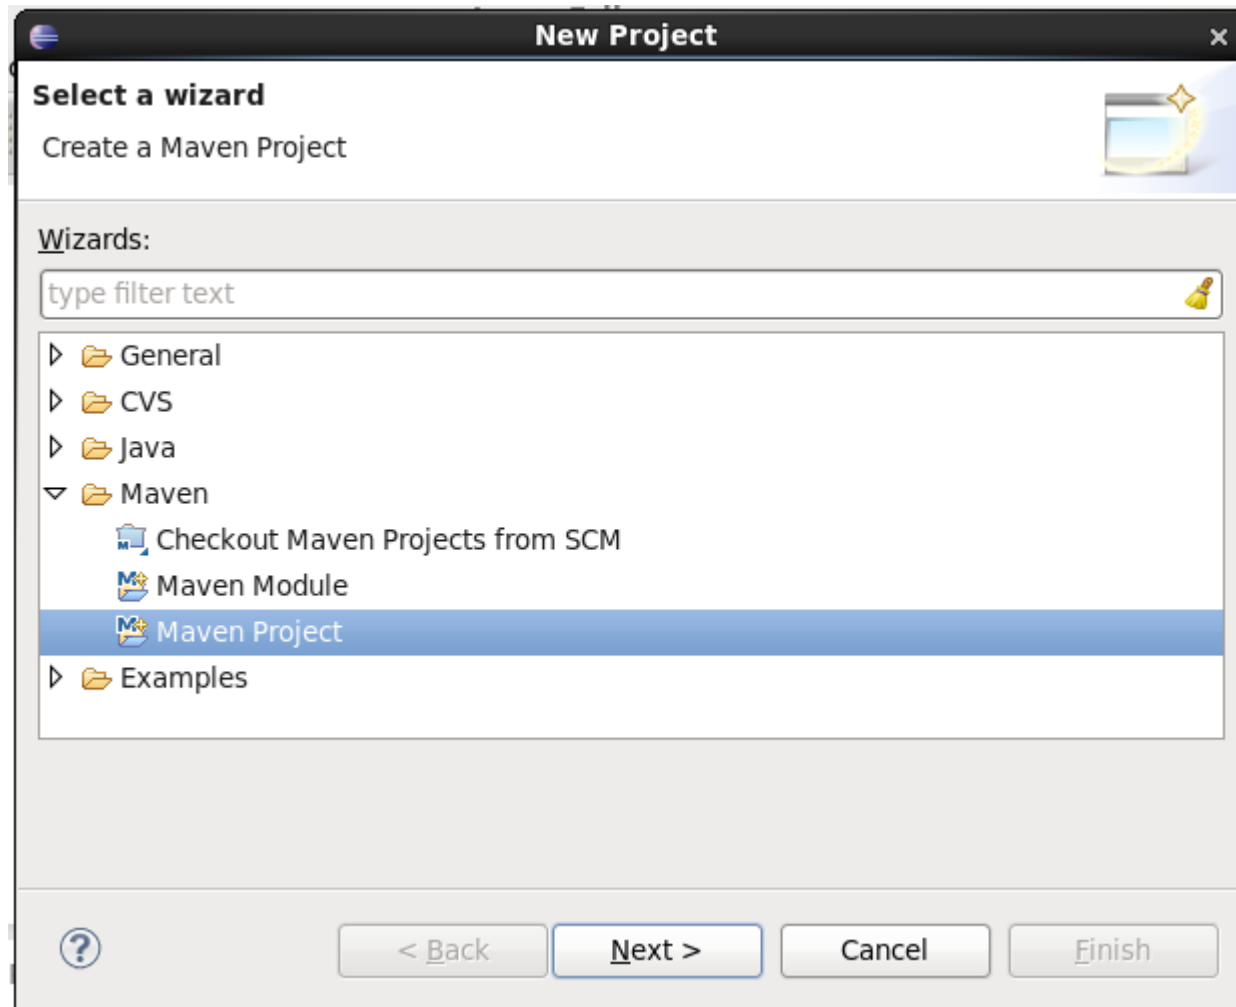 New Project
Select a wizard
Create a Maven Project
Wizards:
type filter text
General
CVS
Java
Maven
Checkout Maven Projects from SCM
Maven Module
Maven Project
Examples
< Back Next > Cancel Finish